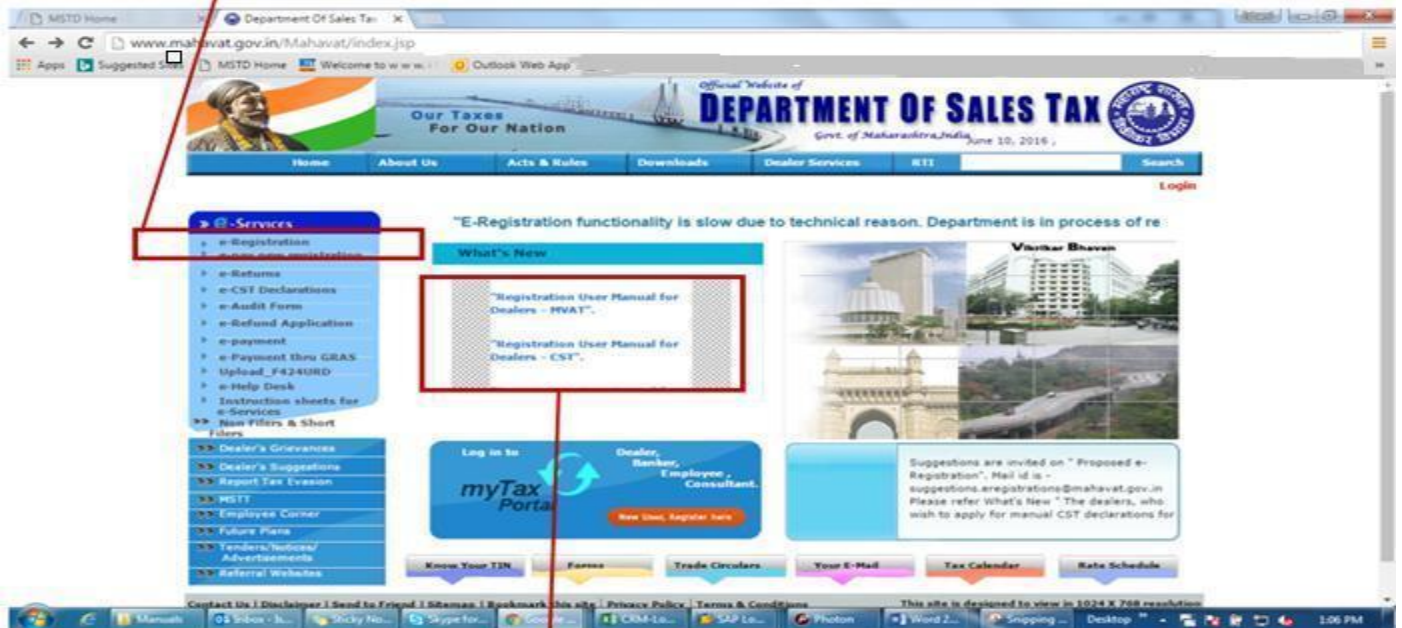 MSTD Home
Department Of Sales Tax
www.mahavat.gov.in/Mahavat/index.jsp
Apps Suggested Sites MSTD Home Welcome to w w w. Outlook Web App
Official Website of
DEPARTMENT OF SALES TAX
Govt. of Maharashtra,India
June 10, 2016 ,
Our Taxes
For Our Nation
Home About Us Acts & Rules Downloads Dealer Services RTI Search
Login
e-Services
"E-Registration functionality is slow due to technical reason. Department is in process of re
e-Registration
e-Returns
e-CST Declarations
e-Audit Form
e-Refund Application
e-payment
e-Payment thru GRAS
Upload_F424URD
e-Help Desk
Instruction sheets for
e-Services
Non Filers & Short
Filers
Dealer's Grievances
Dealer's Suggestions
Report Tax Evasion
MSTT
Employee Corner
Future Plans
Tenders/Notices/
Advertisements
Referral Websites
What's New
"Registration User Manual for
Dealers - MVAT".
"Registration User Manual for
Dealers - CST".
Vikrikar Bhavain
Log in to
myTax
Portal
Dealer,
Banker,
Employee ,
Consultant.
New User, Register here
Suggestions are invited on " Proposed e-
Registration". Mail id is -
suggestions.eregistrations@mahavat.gov.in
Please refer What's New " The dealers, who
wish to apply for manual CST declarations for
Know Your TIN Forms Trade Circulars Your E-Mail Tax Calendar Rate Schedule
Contact Us | Disclaimer | Send to Friend | Sitemap | Bookmark this site | Privacy Policy | Terms & Conditions This site is designed to view in 1024 X 768 resolution
Manuals Inbox - Sticky No... Skype for... Google ... CRM-Lo... SAP Lo... Photon Word 2... Snipping ... Desktop 1:06 PM